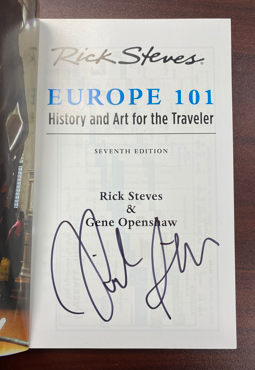 Rick Steves
EUROPE 101
History and Art for the Traveler
SEVENTH EDITION
Rick Steves
&
Gene Openshaw